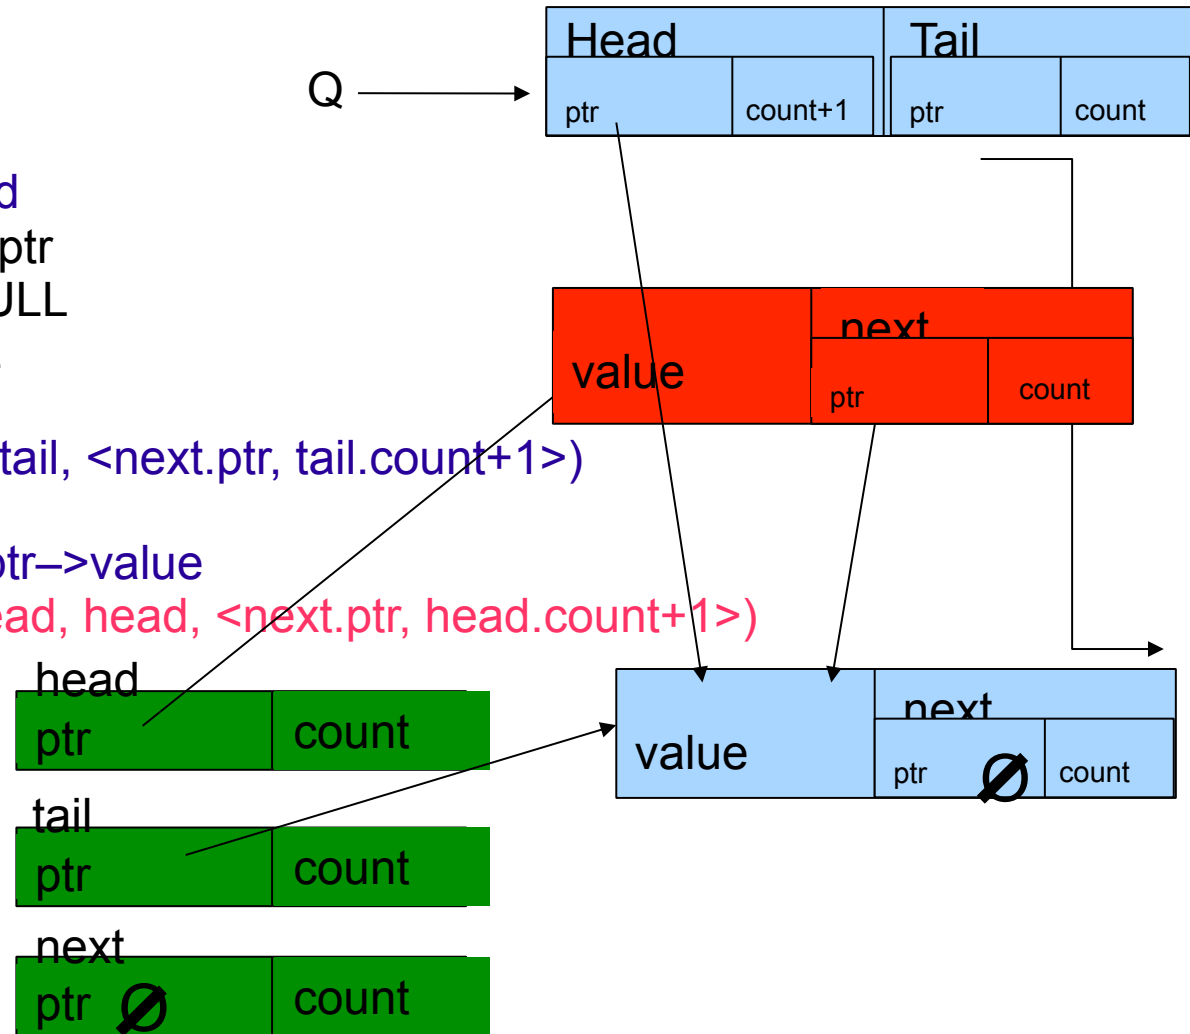 Head Tail
Q
ptr count+1 ptr count
d
ptr
JLL
next
value
ptr count
tail, <next.ptr, tail.count+1>)
ptr–>value
ead, head, <next.ptr, head.count+1>)
head
ptr count
next
value
ptr Ø count
tail
ptr count
next
ptr Ø count